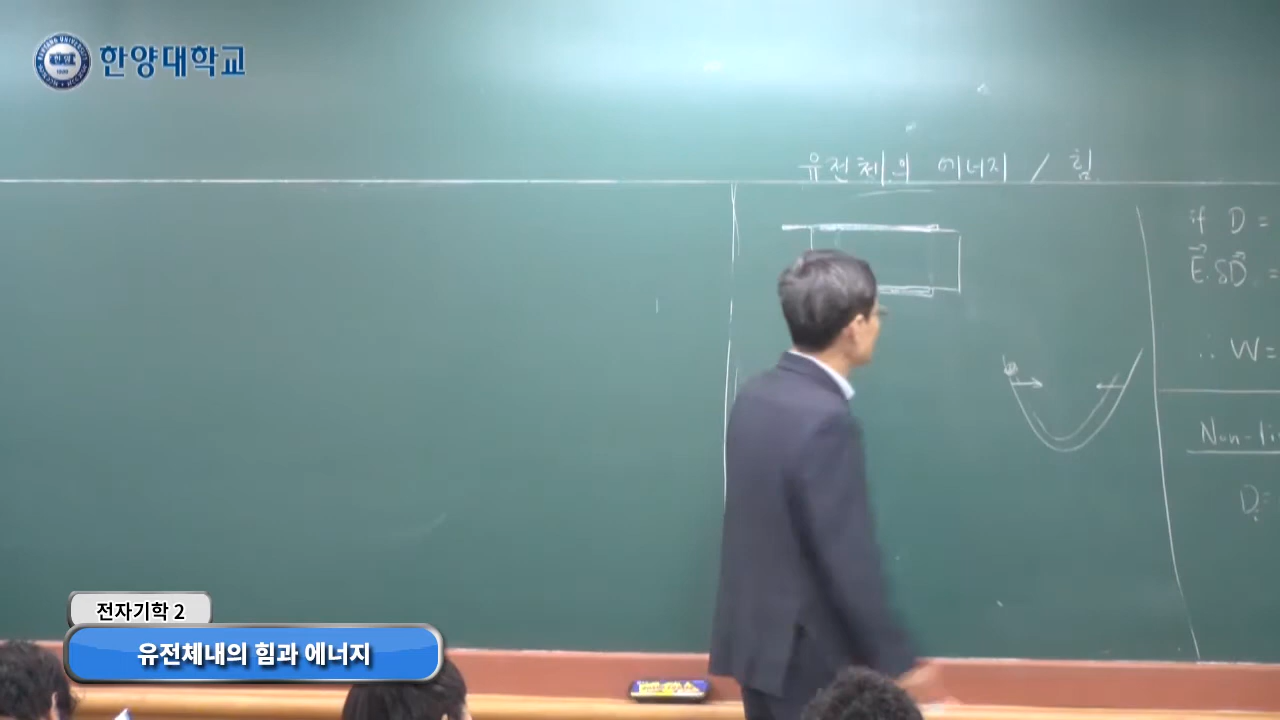 한양대학교
유전체의 에너지 / 힘
if D =
E⃗.δD⃗ =
∴ W =
Non-li
D_i =
전자기학 2
유전체내의 힘과 에너지